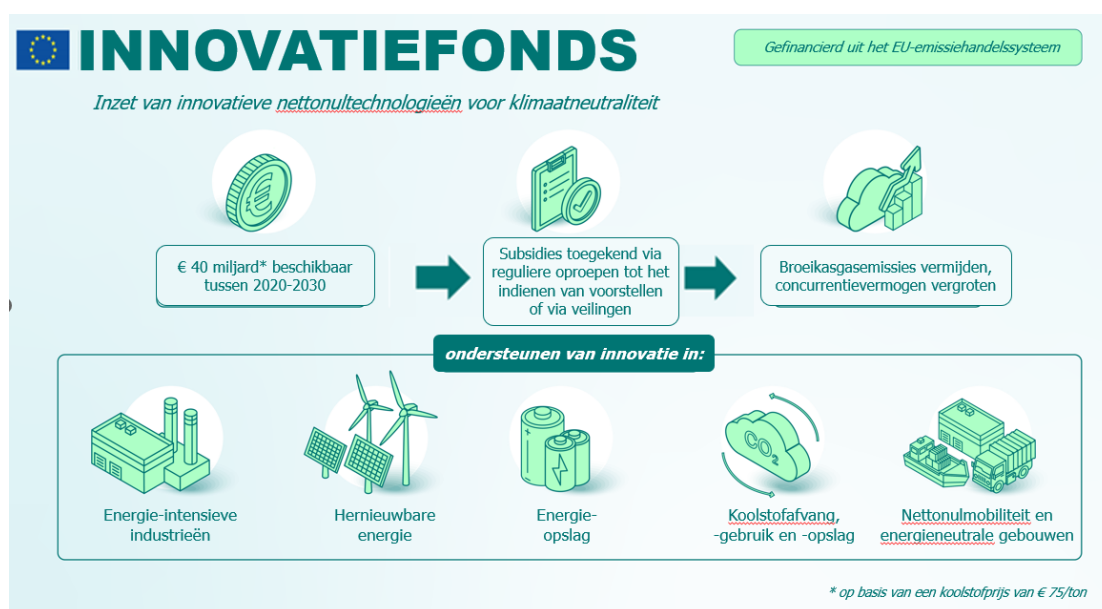 INNOVATIEFONDS
Gefinancierd uit het EU-emissiehandelssysteem
Inzet van innovatieve nettonultechnologieën voor klimaatneutraliteit
€ 40 miljard* beschikbaar
tussen 2020-2030
Subsidies toegekend via
reguliere oproepen tot het
indienen van voorstellen
of via veilingen
Broeikasgasemissies vermijden,
concurrentievermogen vergroten
ondersteunen van innovatie in:
CO₂
Energie-intensieve
industrieën
Hernieuwbare
energie
Energie-
opslag
Koolstofafvang,
-gebruik en -opslag
Nettonulmobiliteit en
energieneutrale gebouwen
* op basis van een koolstofprijs van € 75/ton